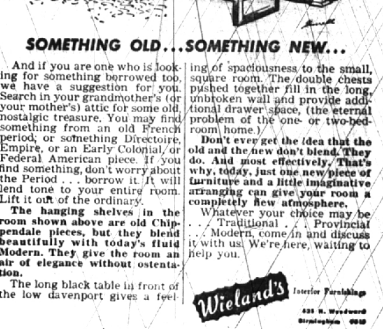 SOMETHING OLD...SOMETHING NEW...
And if you are one who is look-
ing for something borrowed too,
we have a suggestion for you.
Search in your grandmother's (or
your mother's) attic for some old
nostalgic treasure. You may find
something from an old French
period; or something Directoire,
Empire, or an Early Colonial, or
Federal American piece. If you
find something, don't worry about
the Period . . . borrow it. It will
lend tone to your entire room.
Lift it out of the ordinary.
The hanging shelves in the
room shown above are old Chip-
pendale pieces, but they blend
beautifully with today's fluid
Modern. They give the room an
air of elegance without ostenta-
tion.
The long black table in front of
the low davenport gives a feel-
ing of spaciousness to the small,
square room. The double chests
pushed together fill in the long,
unbroken wall and provide addi-
tional drawer space, (the eternal
problem of the one- or two-bed-
room home.)
Don't ever get the idea that the
old and the new don't blend. They
do. And most effectively. That's
why, today, just one new piece of
furniture and a little imaginative
arranging can give your room a
completely new atmosphere.
Whatever your choice may be
. . . Traditional . . . Provincial
. . . Modern, come in and discuss
it with us. We're here, waiting to
help you.
Wieland's
Interior Furnishings
N. Woodward
Birmingham